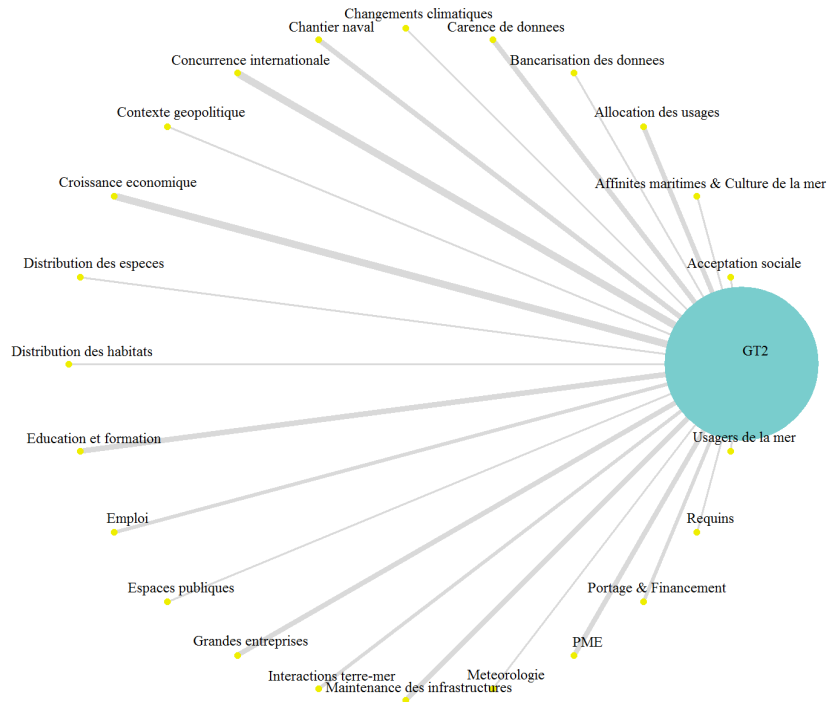 Changements climatiques
Chantier naval
Carence de donnees
Concurrence internationale
Bancarisation des donnees
Contexte geopolitique
Allocation des usages
Croissance economique
Affinites maritimes & Culture de la mer
Distribution des especes
Acceptation sociale
Distribution des habitats
GT2
Education et formation
Usagers de la mer
Emploi
Requins
Espaces publiques
Portage & Financement
Grandes entreprises
PME
Interactions terre-mer
Meteorologie
Maintenance des infrastructures